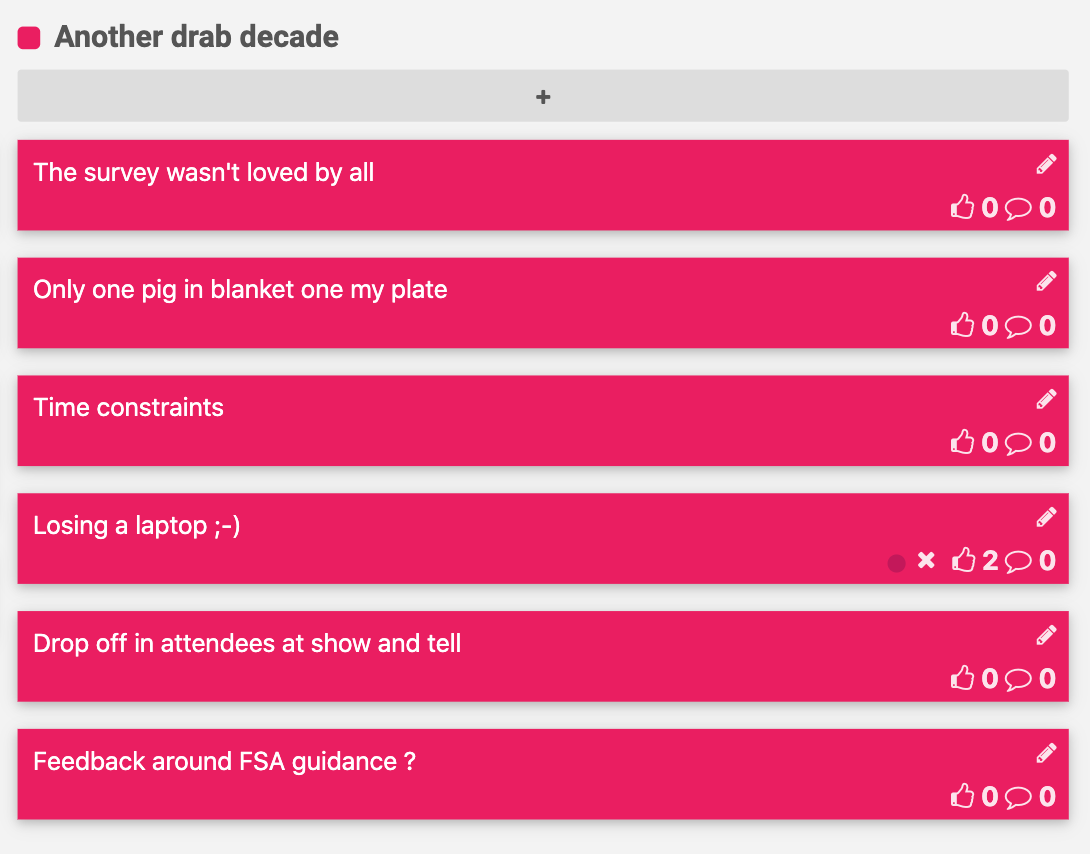 Another drab decade
+
The survey wasn't loved by all
0 0
Only one pig in blanket one my plate
0 0
Time constraints
0 0
Losing a laptop ;-)
2 0
Drop off in attendees at show and tell
0 0
Feedback around FSA guidance ?
0 0